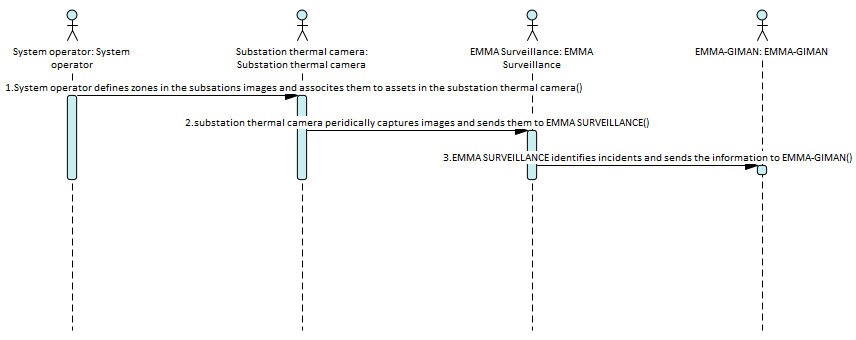 System operator: System
operator
Substation thermal camera:
Substation thermal camera
EMMA Surveillance: EMMA
Surveillance
EMMA-GIMAN: EMMA-GIMAN
1.System operator defines zones in the subsations images and assocites them to assets in the substation thermal camera()
2.substation thermal camera peridically captures images and sends them to EMMA SURVEILLANCE()
3.EMMA SURVEILLANCE identifies incidents and sends the information to EMMA-GIMAN()